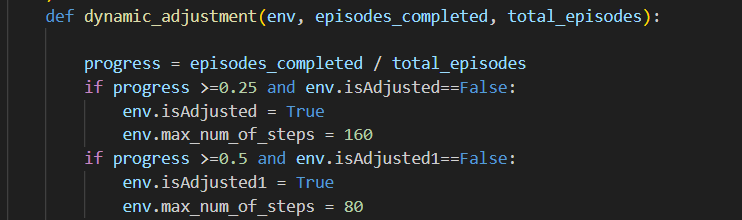 def dynamic_adjustment(env, episodes_completed, total_episodes):
progress = episodes_completed / total_episodes
if progress >=0.25 and env.isAdjusted==False:
env.isAdjusted = True
env.max_num_of_steps = 160
if progress >=0.5 and env.isAdjusted1==False:
env.isAdjusted1 = True
env.max_num_of_steps = 80